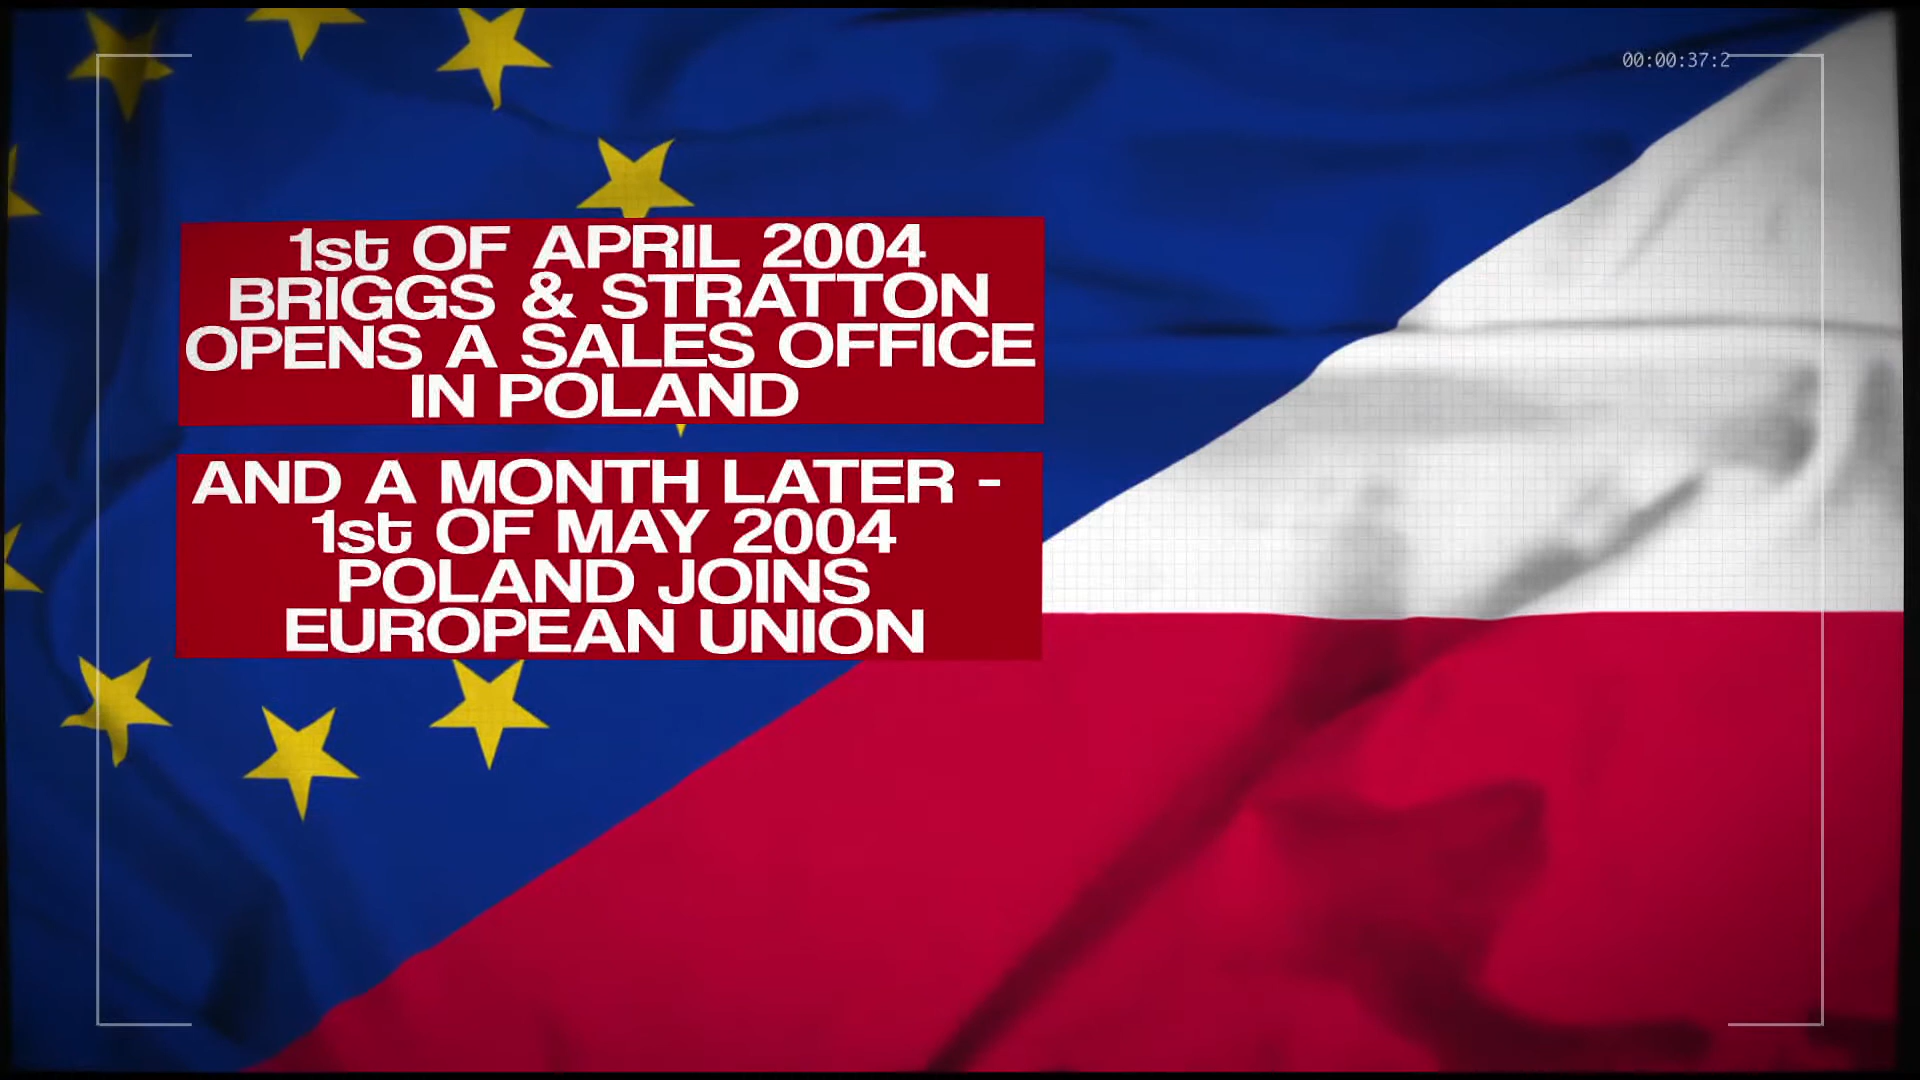 00:00:37:2
1st OF APRIL 2004
BRIGGS & STRATTON
OPENS A SALES OFFICE
IN POLAND
AND A MONTH LATER -
1st OF MAY 2004
POLAND JOINS
EUROPEAN UNION